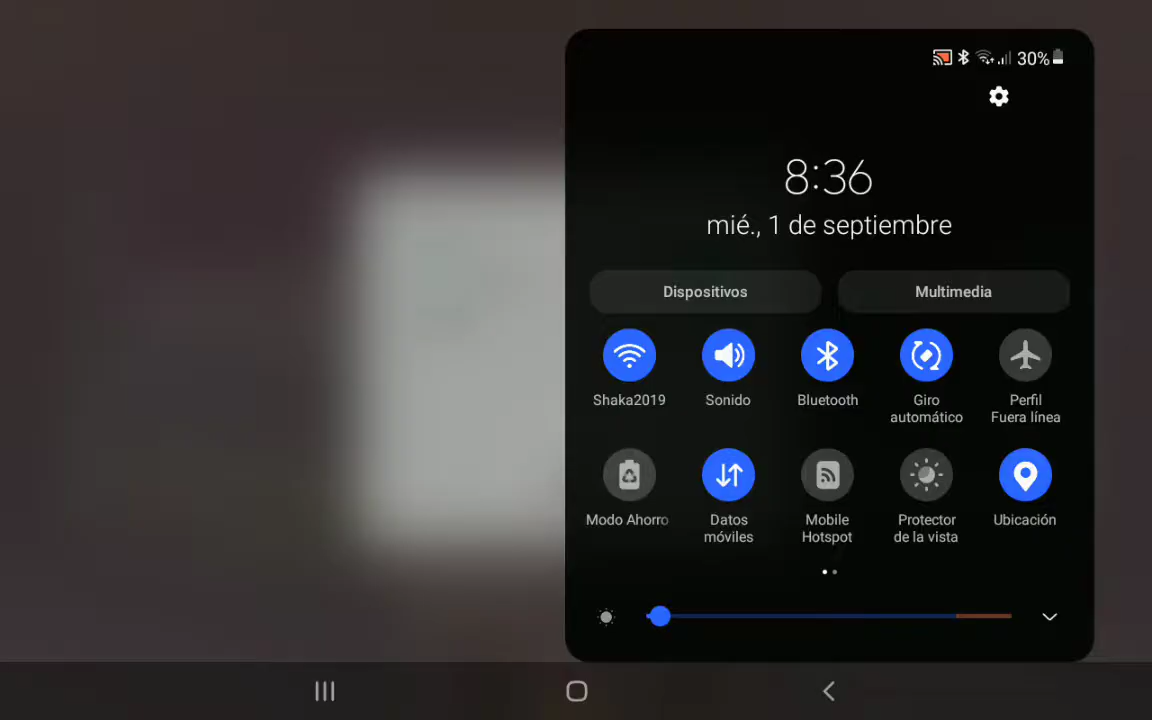 30%
8:36
mié., 1 de septiembre
Dispositivos
Multimedia
Shaka2019
Sonido
Bluetooth
Giro
automático
Perfil
Fuera línea
Modo Ahorro
Datos
móviles
Mobile
Hotspot
Protector
de la vista
Ubicación